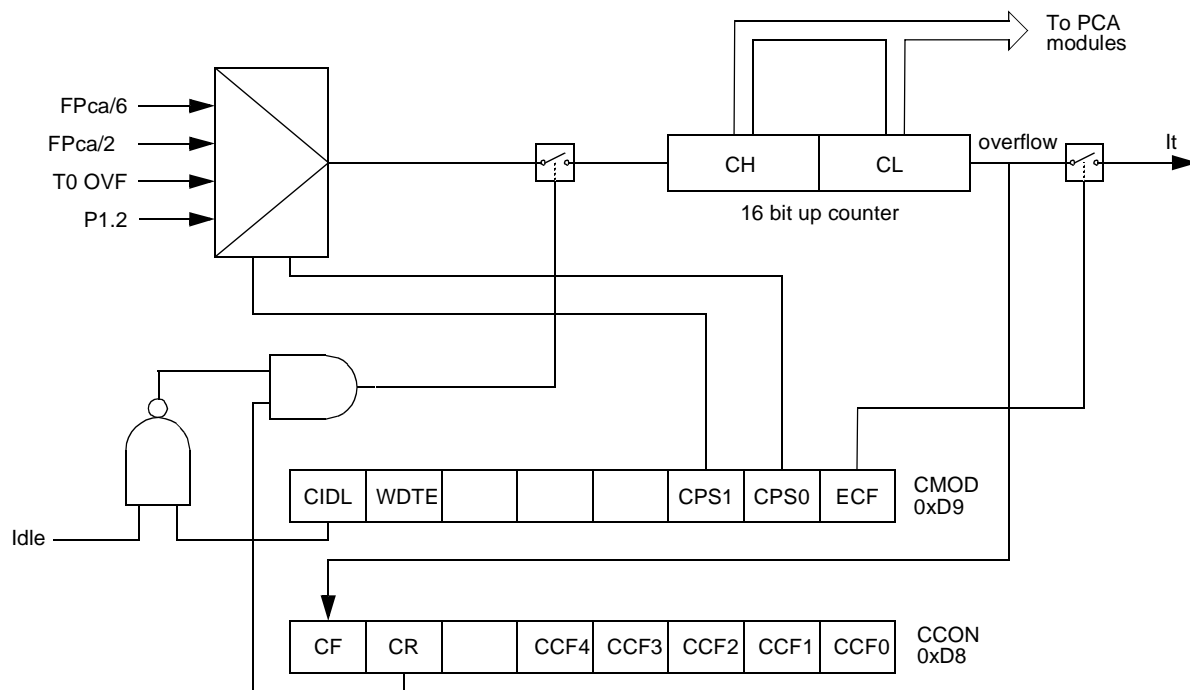 To PCA
modules
FPca/6
FPca/2
T0 OVF
P1.2
CH CL
overflow
It
16 bit up counter
CIDL WDTE CPS1 CPS0 ECF
CMOD
0xD9
Idle
CF CR CCF4 CCF3 CCF2 CCF1 CCF0
CCON
0xD8